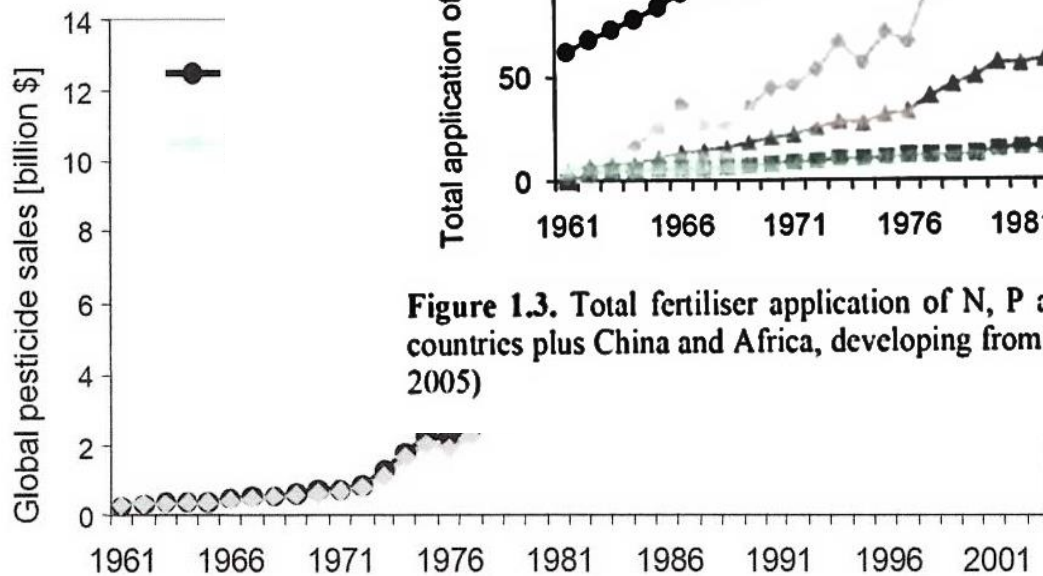 Global pesticide sales [billion $]
14
12
10
8
6
4
2
0
1961 1966 1971 1976 1981 1986 1991 1996 2001
Total application of
50
0
1961 1966 1971 1976 198
Figure 1.3. Total fertiliser application of N, P
countries plus China and Africa, developing from
2005)